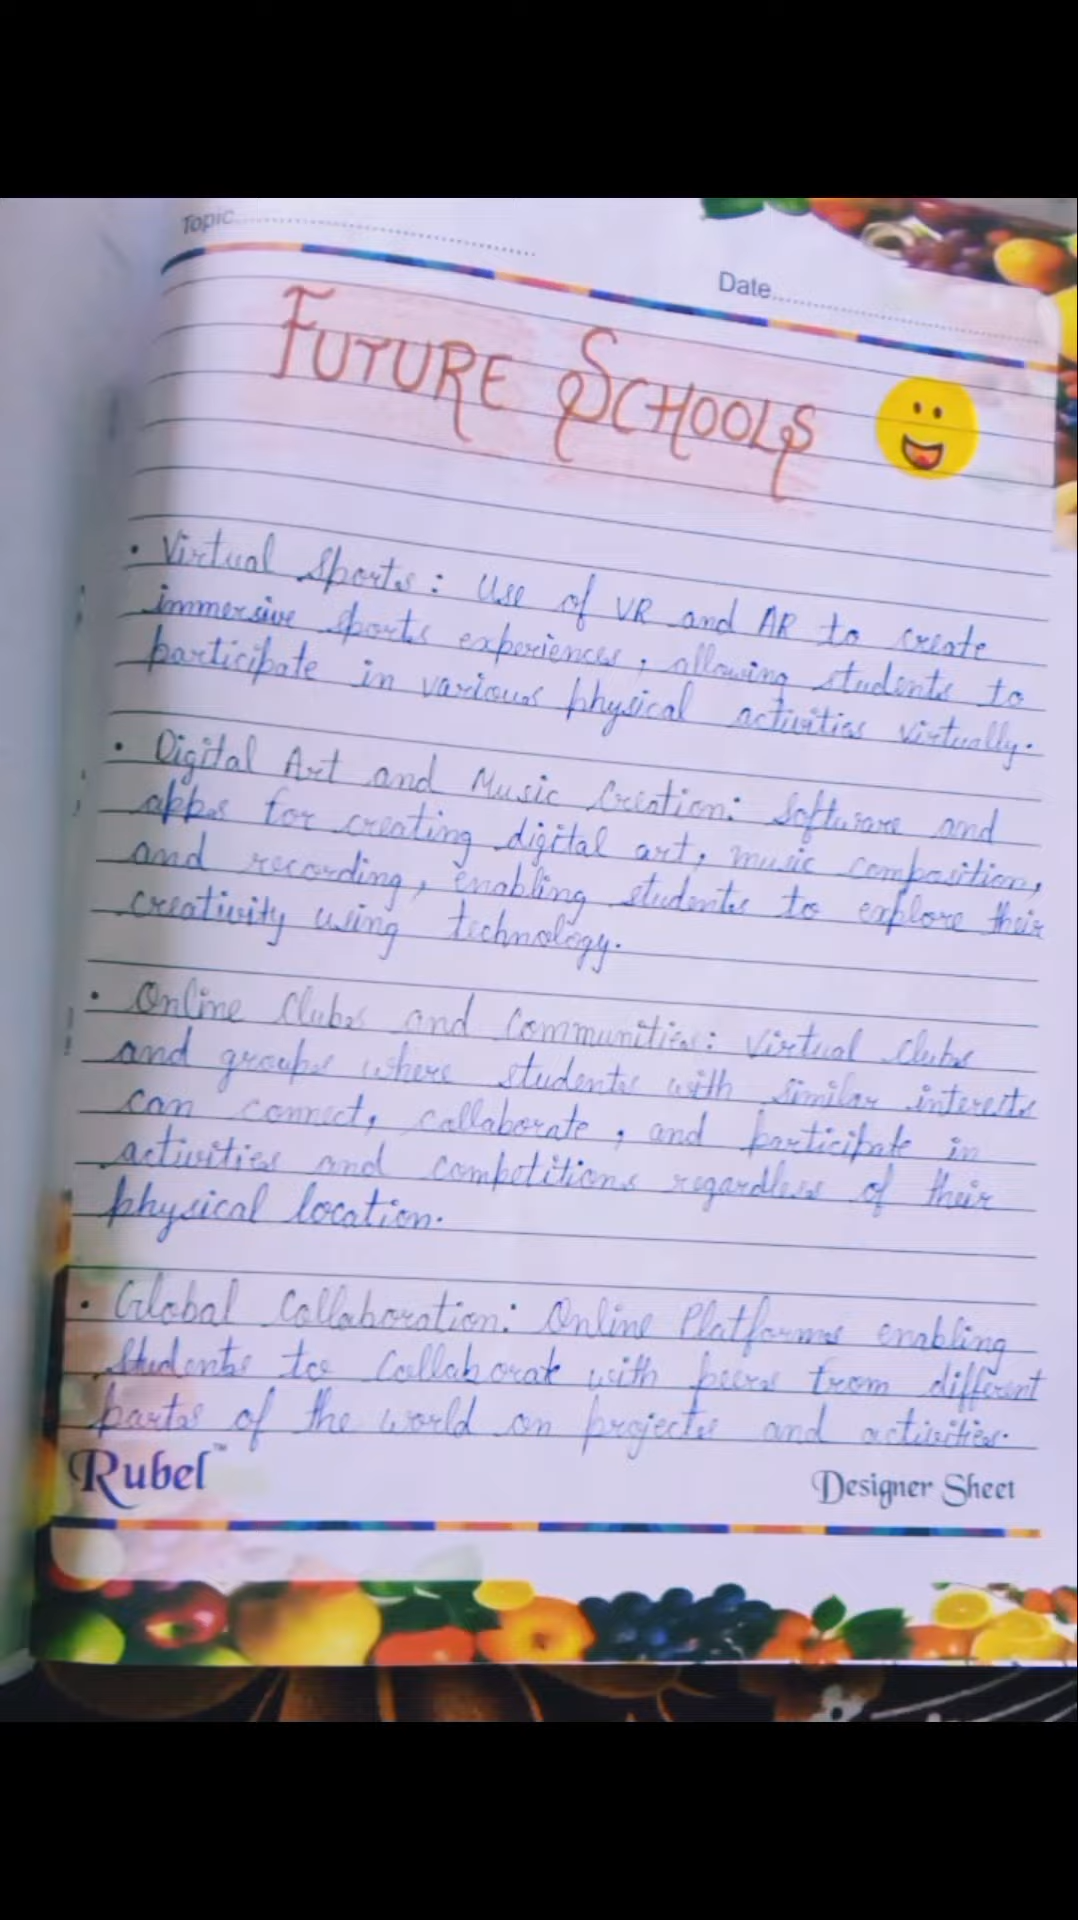 Topic
Date
FUTURE SCHOOLS
• Virtual Sports: Use of VR and AR to create
immersive sports experiences, allowing students to
participate in various physical activities virtually.
• Digital Art and Music Creation: Software and
apps for creating digital art, music composition,
and recording, enabling students to explore their
creativity using technology.
• Online Clubs and Communities: Virtual Clubs
and groups where students with similar interests
can connect, collaborate, and participate in
activities and competitions regardless of their
physical location.
• Global Collaboration: Online Platforms enabling
students to collaborate with peers from different
parts of the world on projects and activities.
Rubel™
Designer Sheet